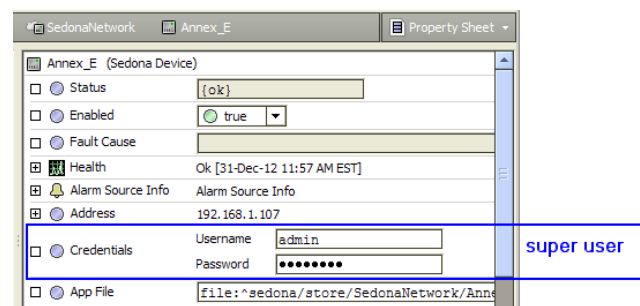 SedonaNetwork Annex_E Property Sheet
Annex_E (Sedona Device)
Status {ok}
Enabled true
Fault Cause
Health Ok [31-Dec-12 11:57 AM EST]
Alarm Source Info Alarm Source Info
Address 192.168.1.107
Username admin
Credentials super user
Password ●●●●●●●●
App File file:^sedona/store/SedonaNetwork/Anne